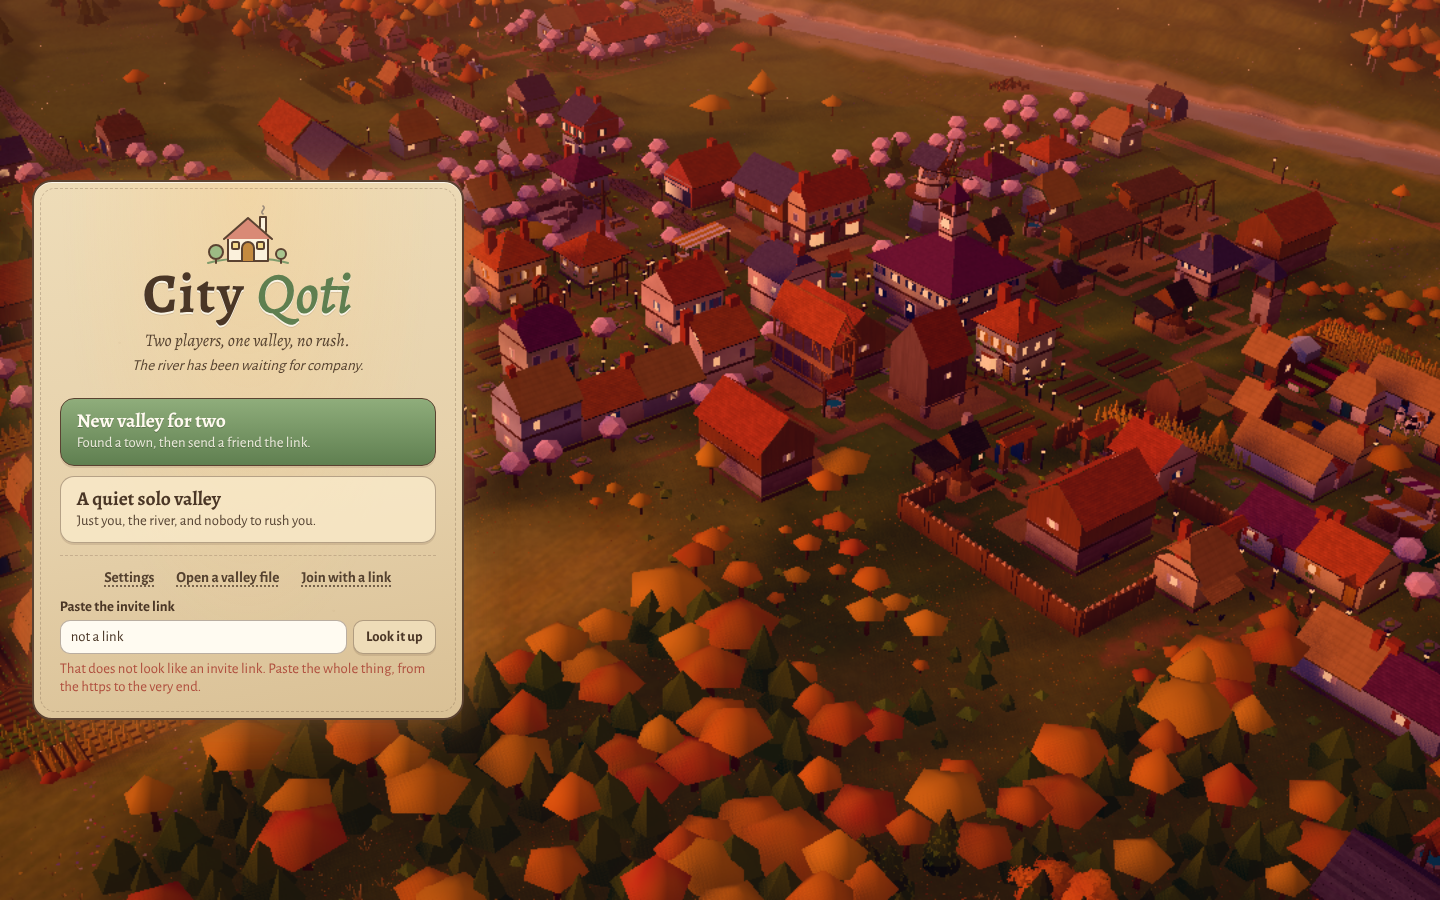 City Qoti
Two players, one valley, no rush.
The river has been waiting for company.
New valley for two
Found a town, then send a friend the link.
A quiet solo valley
Just you, the river, and nobody to rush you.
Settings Open a valley file Join with a link
Paste the invite link
not a link Look it up
That does not look like an invite link. Paste the whole thing, from
the https to the very end.